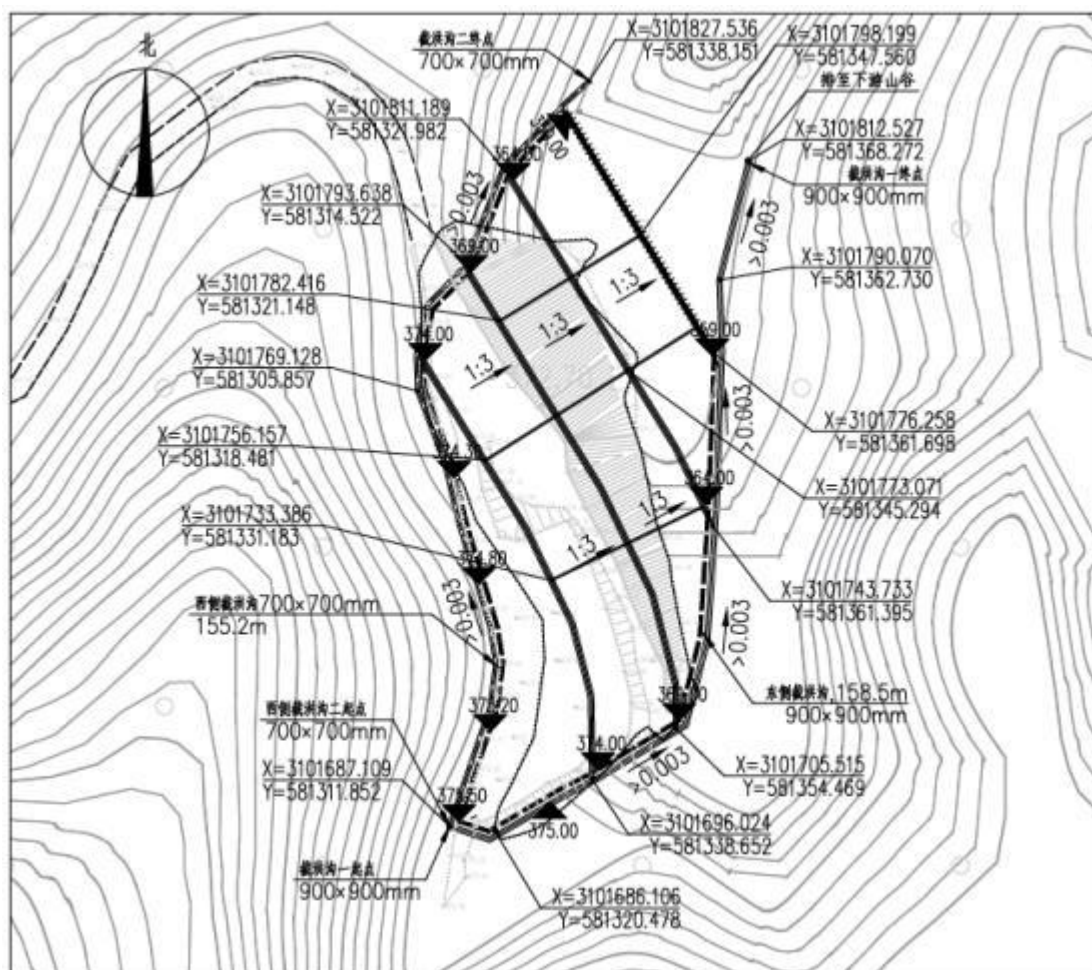 北
截洪沟二终点
700×700mm
X=3101827.536
Y=581338.151
X=3101798.199
Y=581347.560
排至下游山谷
X=3101811.189
Y=581321.982
X=3101812.527
Y=581368.272
截洪沟一终点
900×900mm
>0.003
X=3101793.638
Y=581314.522
369.00
>0.003
X=3101790.070
Y=581362.730
X=3101782.416
Y=581321.148
1:3
1:3
1:3
374.00
X=3101769.128
Y=581305.857
>0.003
X=3101776.258
Y=581361.698
X=3101756.157
Y=581318.481
X=3101773.071
Y=581345.294
X=3101733.386
Y=581331.183
1:3
1:3
X=3101743.733
Y=581361.395
>0.003
西侧截洪沟700×700mm
155.2m
>0.003
东侧截洪沟,158.5m
900×900mm
西侧截洪沟二起点
700×700mm
374.00
X=3101705.515
Y=581354.469
>0.003
X=3101687.109
Y=581311.852
375.00
X=3101696.024
Y=581338.652
截洪沟一起点
900×900mm
X=3101686.106
Y=581320.478